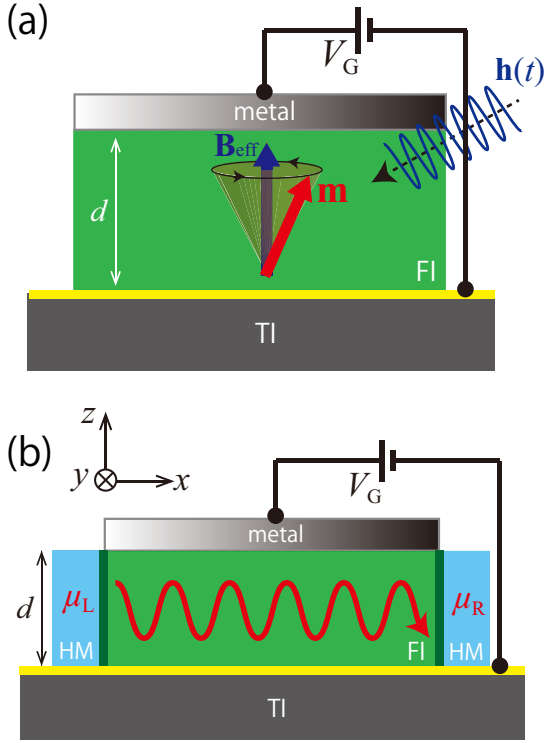 (a)
V_G
h(t)
metal
B_eff
m
d
FI
TI
(b)
z
y x
V_G
metal
d
μ_L μ_R
HM FI HM
TI